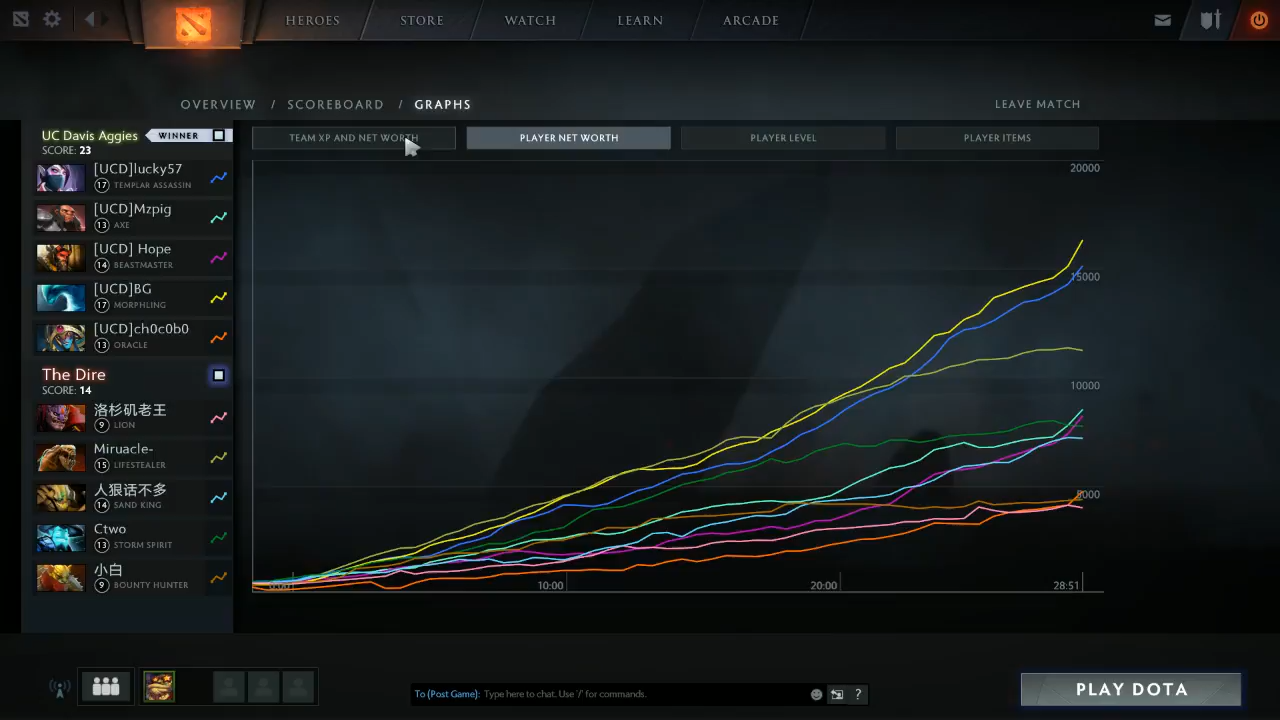 HEROES
STORE
WATCH
LEARN
ARCADE
OVERVIEW / SCOREBOARD / GRAPHS
LEAVE MATCH
UC Davis Aggies
WINNER
SCORE: 23
[UCD]lucky57
17 TEMPLAR ASSASSIN
[UCD]Mzpig
13 AXE
[UCD] Hope
14 BEASTMASTER
[UCD]BG
17 MORPHLING
[UCD]ch0c0b0
13 ORACLE
The Dire
SCORE: 14
洛杉矶老王
9 LION
Miruacle-
15 LIFESTEALER
人狠话不多
14 SAND KING
Ctwo
13 STORM SPIRIT
小白
9 BOUNTY HUNTER
TEAM XP AND NET WORTH
PLAYER NET WORTH
PLAYER LEVEL
PLAYER ITEMS
20000
15000
10000
5000
10:00
20:00
28:51
To (Post Game): Type here to chat. Use '/' for commands.
?
PLAY DOTA